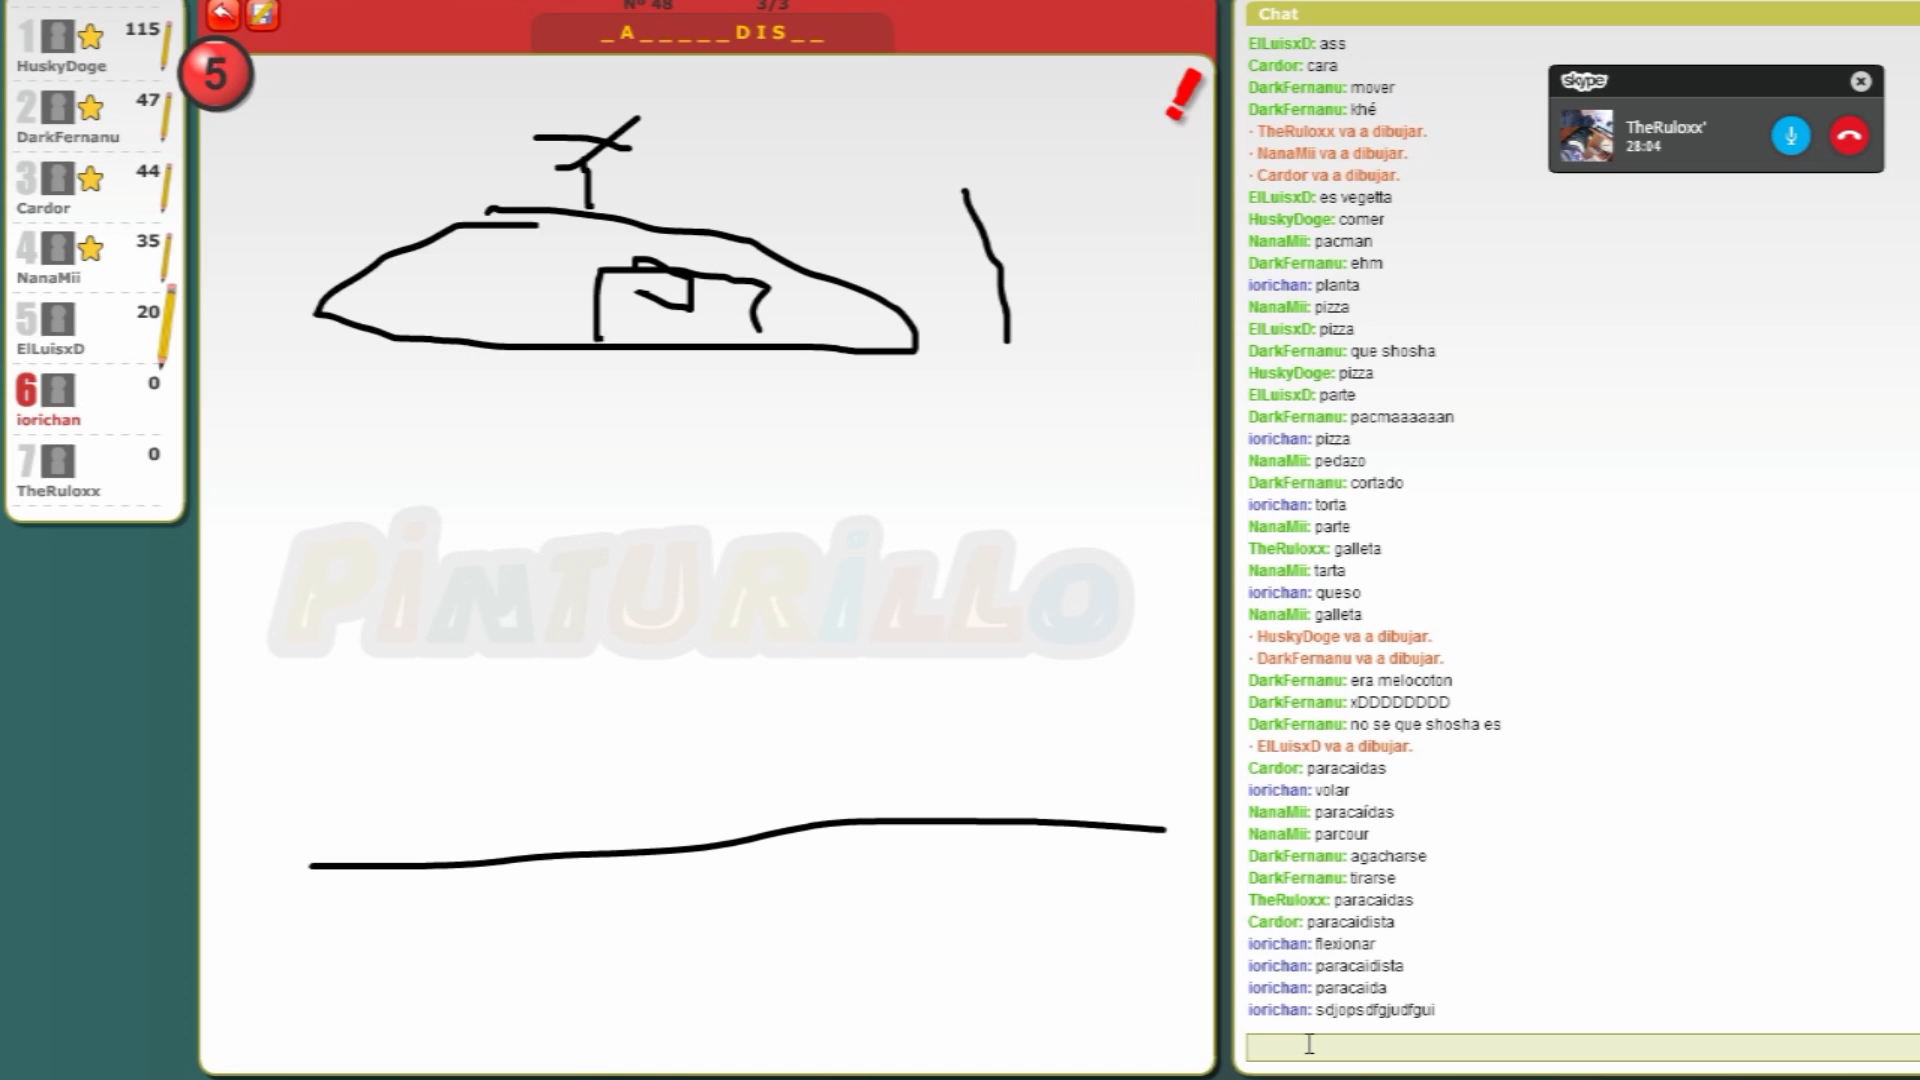 1
115
HuskyDoge
2
47
DarkFernanu
3
44
Cardor
4
35
NanaMii
5
20
ElLuisxD
6
0
iorichan
7
0
TheRuloxx
5
Nº 48 3/3
_ A _ _ _ _ _ D I S _ _
PiNTURiLLO
Chat
ElLuisxD: ass
Cardor: cara
DarkFernanu: mover
DarkFernanu: khé
· TheRuloxx va a dibujar.
· NanaMii va a dibujar.
· Cardor va a dibujar.
ElLuisxD: es vegetta
HuskyDoge: comer
NanaMii: pacman
DarkFernanu: ehm
iorichan: planta
NanaMii: pizza
ElLuisxD: pizza
DarkFernanu: que shosha
HuskyDoge: pizza
ElLuisxD: parte
DarkFernanu: pacmaaaaaan
iorichan: pizza
NanaMii: pedazo
DarkFernanu: cortado
iorichan: torta
NanaMii: parte
TheRuloxx: galleta
NanaMii: tarta
iorichan: queso
NanaMii: galleta
· HuskyDoge va a dibujar.
· DarkFernanu va a dibujar.
DarkFernanu: era melocoton
DarkFernanu: xDDDDDDDD
DarkFernanu: no se que shosha es
· ElLuisxD va a dibujar.
Cardor: paracaidas
iorichan: volar
NanaMii: paracaídas
NanaMii: parcour
DarkFernanu: agacharse
DarkFernanu: tirarse
TheRuloxx: paracaidas
Cardor: paracaidista
iorichan: flexionar
iorichan: paracaidista
iorichan: paracaida
iorichan: sdjopsdfgjudfgui
skype
TheRuloxx'
28:04